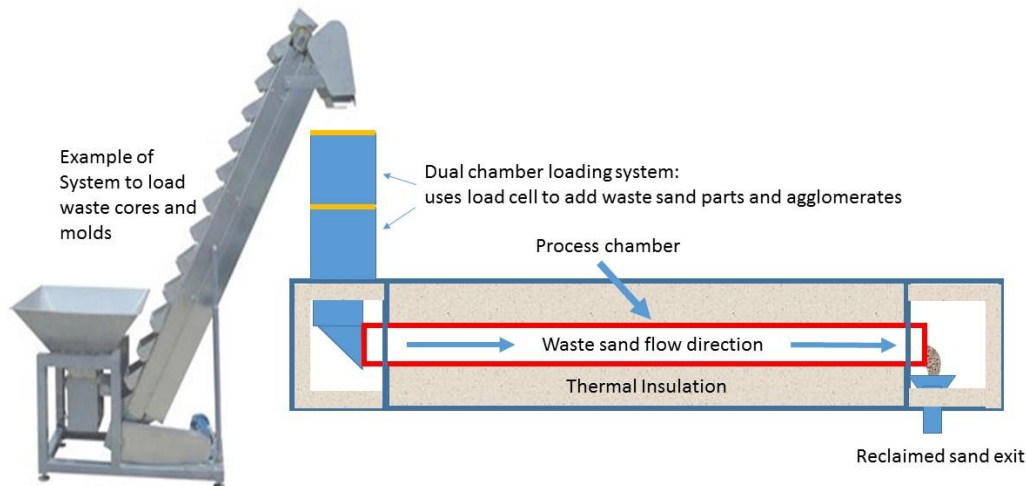 Example of
System to load
waste cores and
molds
Dual chamber loading system:
uses load cell to add waste sand parts and agglomerates
Process chamber
Waste sand flow direction
Thermal Insulation
Reclaimed sand exit